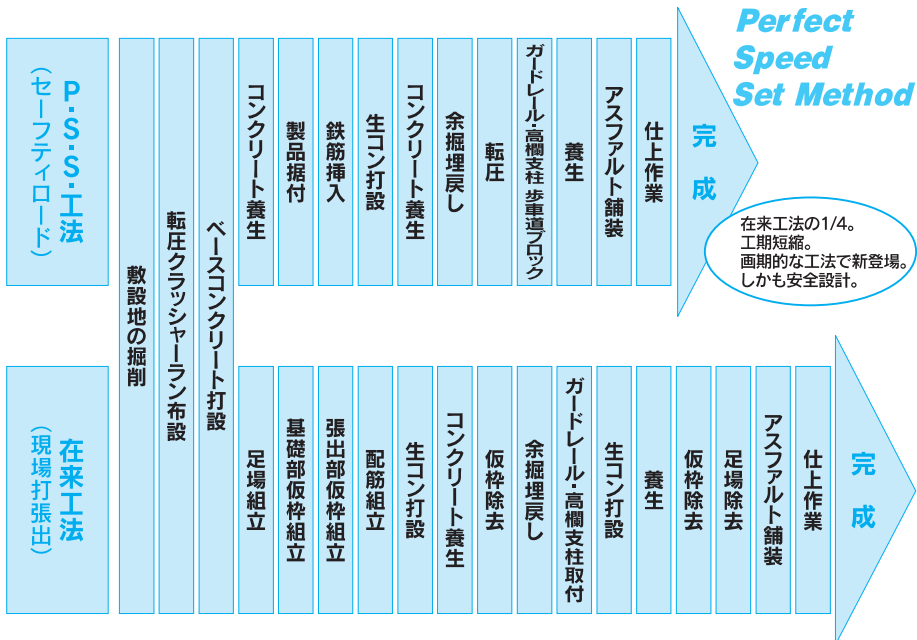 Perfect
Speed
Set Method
P・S・S・工法
（セーフティロード）
敷設地の掘削
転圧クラッシャーラン布設
ベースコンクリート打設
コンクリート養生
製品据付
鉄筋挿入
生コン打設
コンクリート養生
余掘埋戻し
転圧
ガードレール・高欄支柱 歩車道ブロック
養生
アスファルト舗装
仕上作業
完成
在来工法の1/4。
工期短縮。
画期的な工法で新登場。
しかも安全設計。
在来工法
（現場打張出）
足場組立
基礎部仮枠組立
張出部仮枠組立
配筋組立
生コン打設
コンクリート養生
仮枠除去
余掘埋戻し
ガードレール・高欄支柱取付
生コン打設
養生
仮枠除去
足場除去
アスファルト舗装
仕上作業
完成